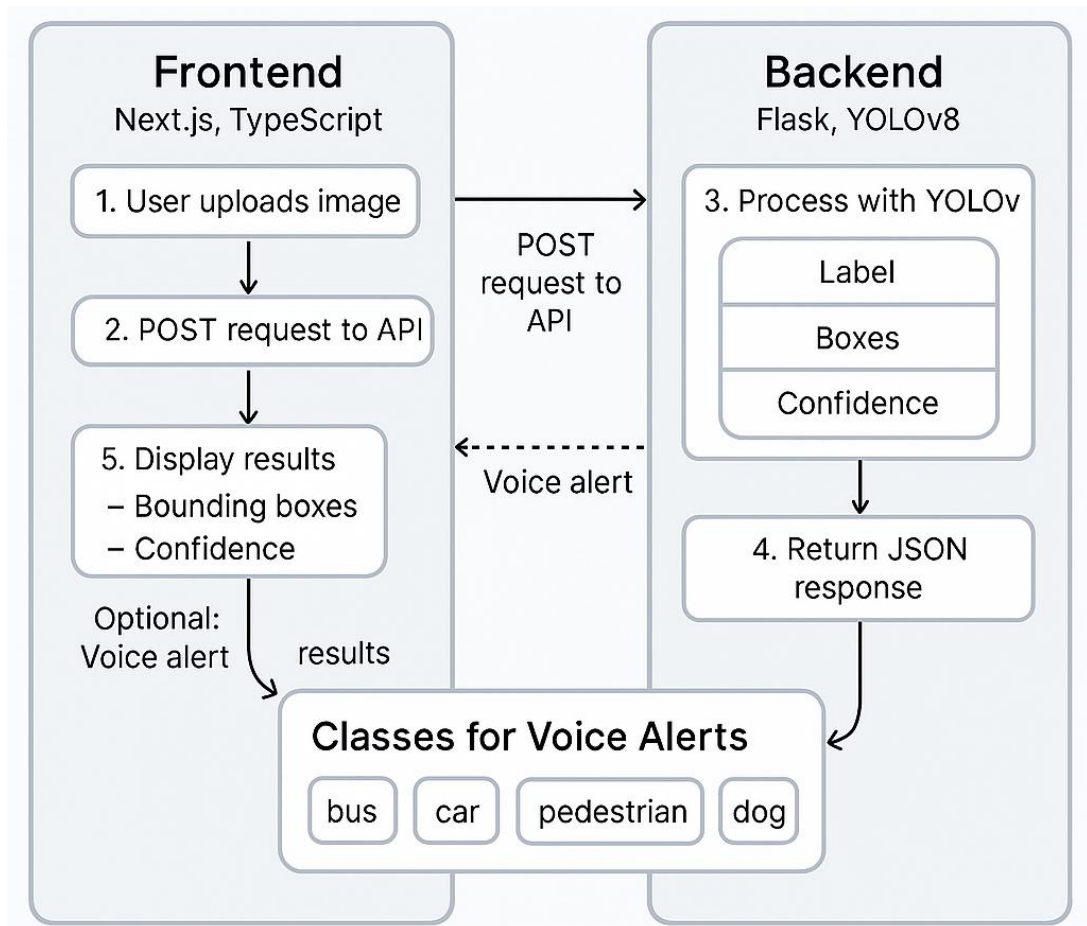 Frontend
Next.js, TypeScript
1. User uploads image
2. POST request to API
5. Display results
– Bounding boxes
– Confidence
Optional:
Voice alert
results
POST
request to
API
Voice alert
Backend
Flask, YOLOv8
3. Process with YOLOv
Label
Boxes
Confidence
4. Return JSON
response
Classes for Voice Alerts
bus
car
pedestrian
dog